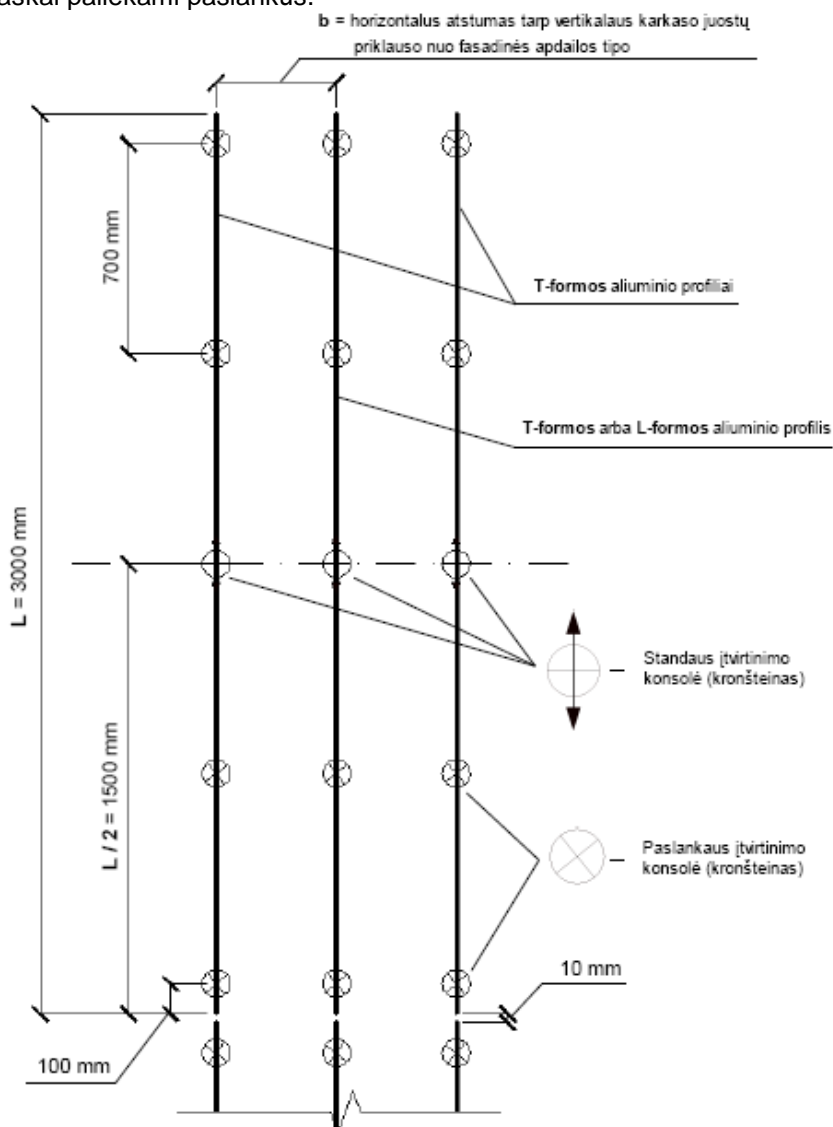 paliekami paslankūs.
b = horizontalus atstumas tarp vertikalaus karkaso juostų
priklauso nuo fasadinės apdailos tipo
700 mm
T-formos aliuminio profiliai
T-formos arba L-formos aliuminio profilis
L = 3000 mm
Standaus įtvirtinimo
konsolė (kronšteinas)
L / 2 = 1500 mm
Paslankaus įtvirtinimo
konsolė (kronšteinas)
10 mm
100 mm